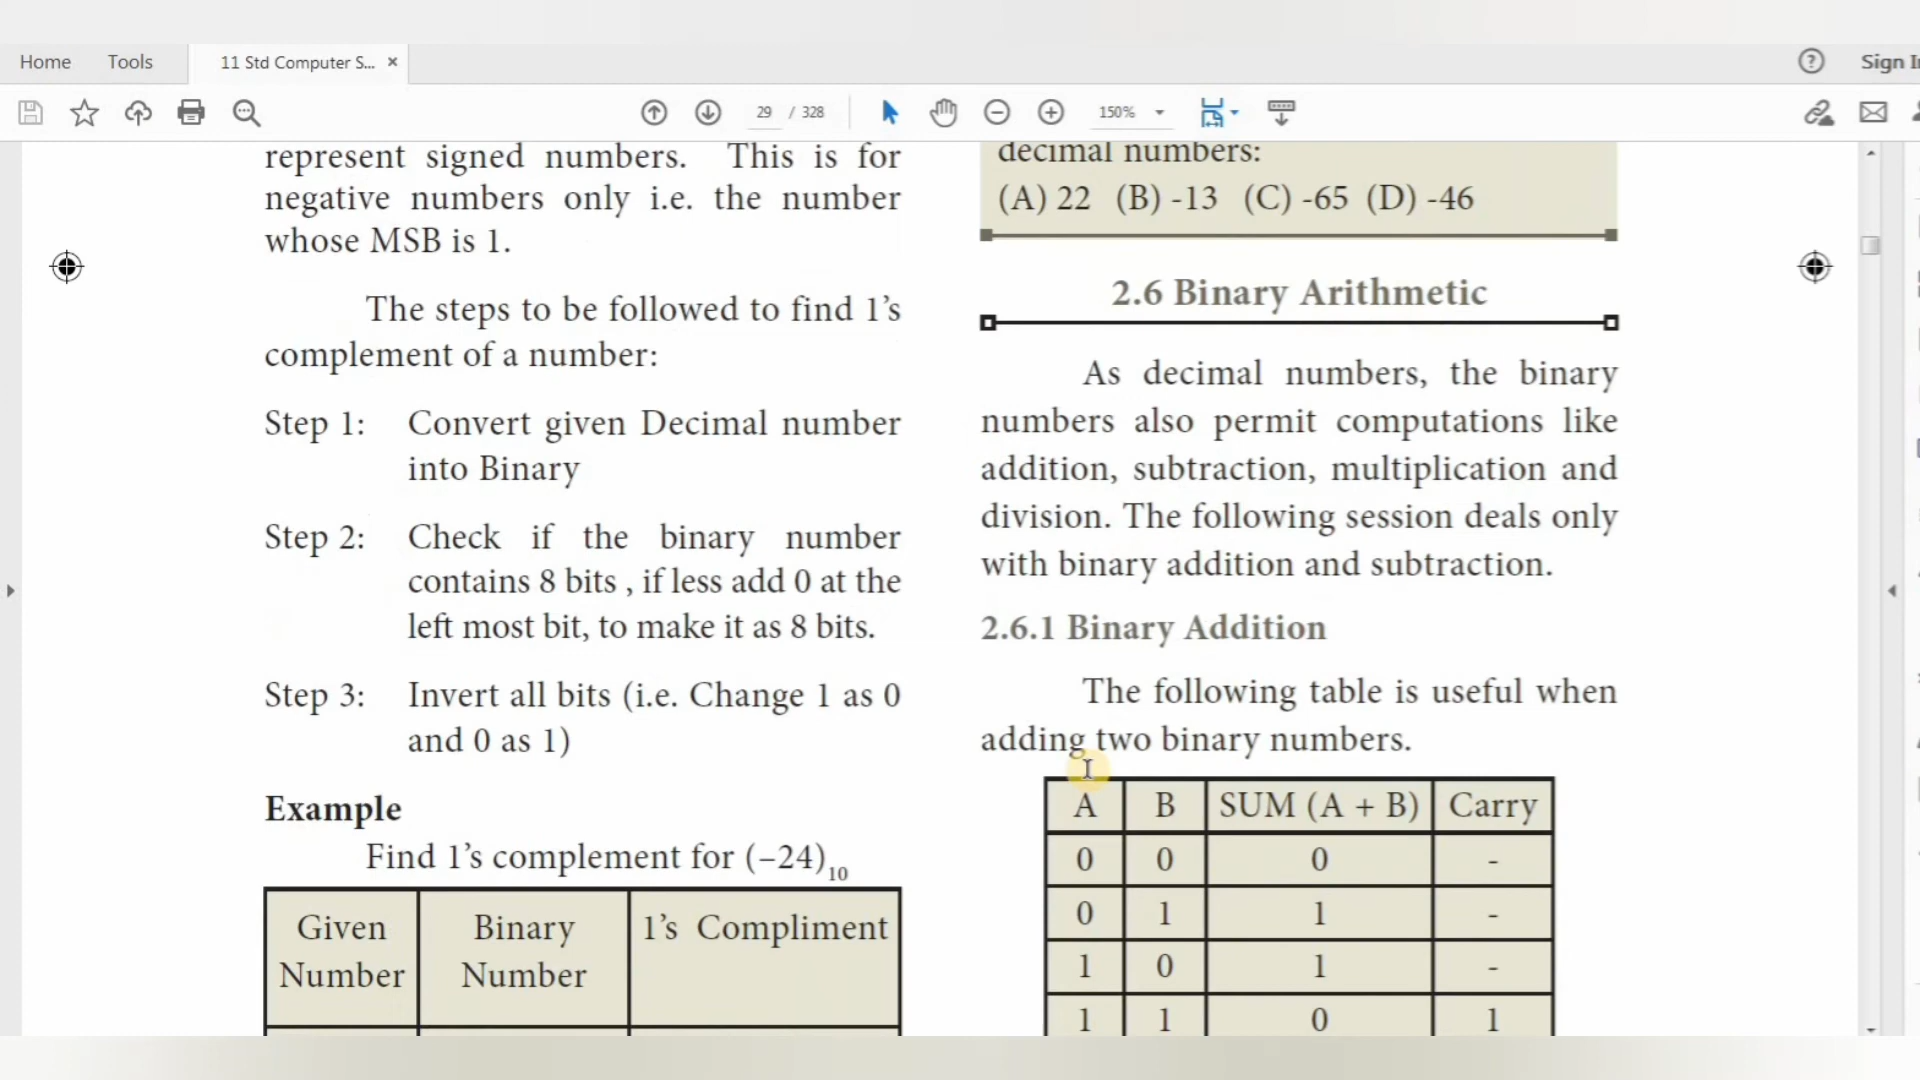 Home Tools 11 Std Computer S... × ? Sign I
29 / 328 150%
represent signed numbers. This is for
negative numbers only i.e. the number
whose MSB is 1.
The steps to be followed to find 1’s
complement of a number:
Step 1: Convert given Decimal number
into Binary
Step 2: Check if the binary number
contains 8 bits , if less add 0 at the
left most bit, to make it as 8 bits.
Step 3: Invert all bits (i.e. Change 1 as 0
and 0 as 1)
Example
Find 1’s complement for (–24)10
Given Binary 1’s Compliment
Number Number
decimal numbers:
(A) 22 (B) -13 (C) -65 (D) -46
2.6 Binary Arithmetic
As decimal numbers, the binary
numbers also permit computations like
addition, subtraction, multiplication and
division. The following session deals only
with binary addition and subtraction.
2.6.1 Binary Addition
The following table is useful when
adding two binary numbers.
A B SUM (A + B) Carry
0 0 0 -
0 1 1 -
1 0 1 -
1 1 0 1